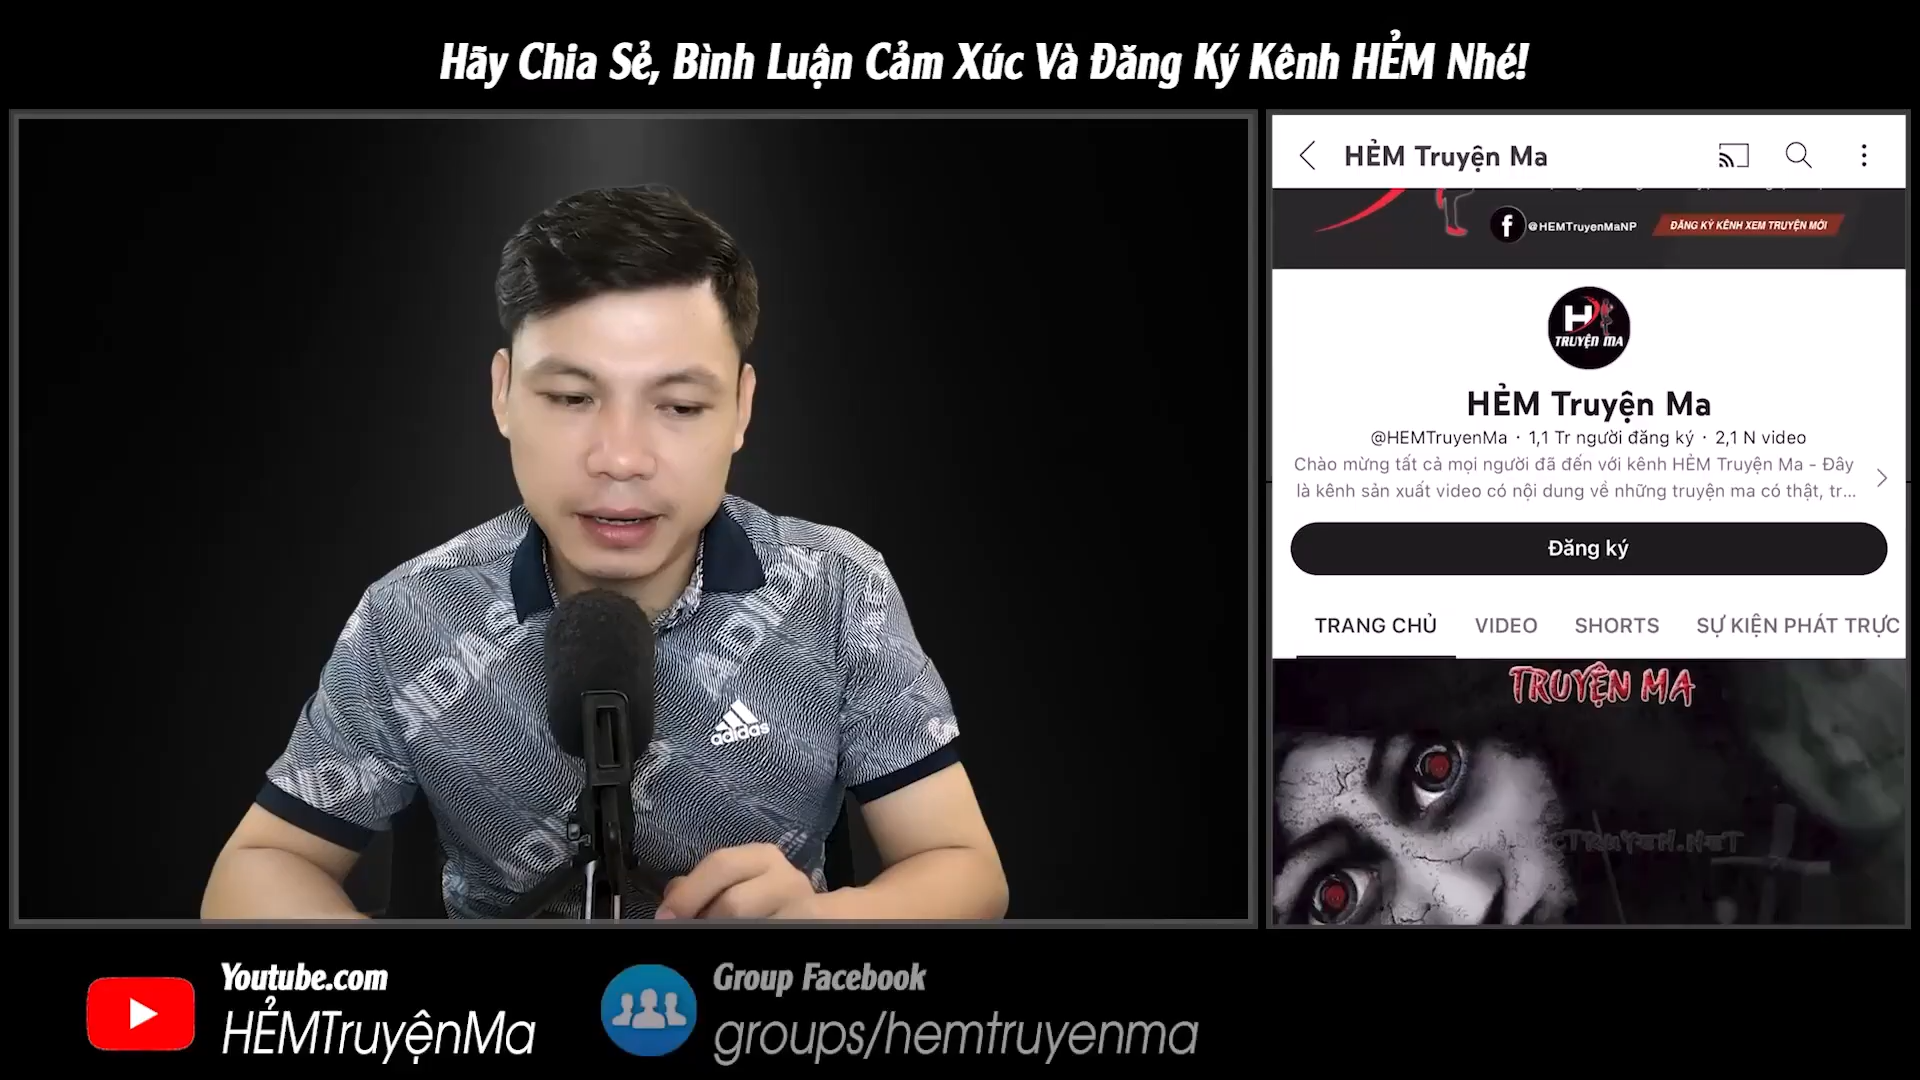 Hãy Chia Sẻ, Bình Luận Cảm Xúc Và Đăng Ký Kênh HẺM Nhé!
adidas
HẺM Truyện Ma
@HEMTruyenMaNP
ĐĂNG KÝ KÊNH XEM TRUYỆN MỚI
H
TRUYỆN MA
HẺM Truyện Ma
@HEMTruyenMa · 1,1 Tr người đăng ký · 2,1 N video
Chào mừng tất cả mọi người đã đến với kênh HẺM Truyện Ma - Đây
là kênh sản xuất video có nội dung về những truyện ma có thật, tr...
Đăng ký
TRANG CHỦ VIDEO SHORTS SỰ KIỆN PHÁT TRỰC
TRUYỆN MA
Youtube.com
HẺMTruyệnMa
Group Facebook
groups/hemtruyenma